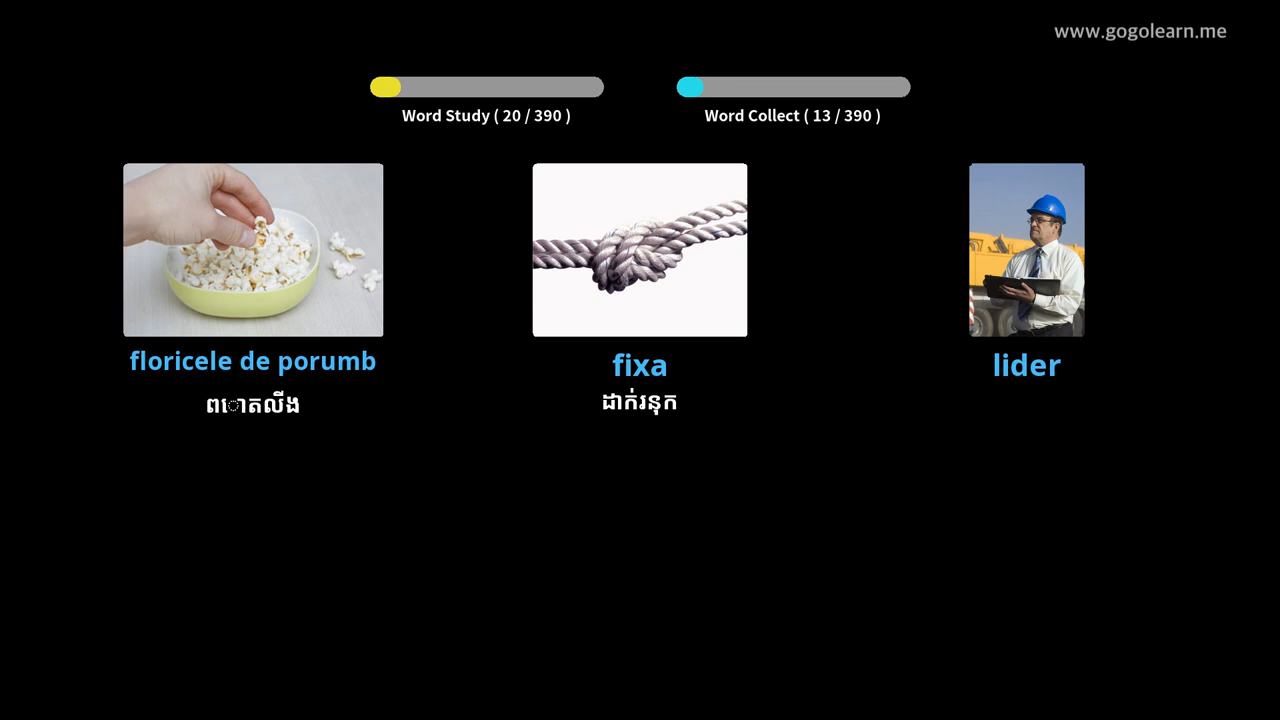 www.gogolearn.me
Word Study ( 20 / 390 )
Word Collect ( 13 / 390 )
floricele de porumb
ពោតលីង
fixa
ដាក់រនុក
lider